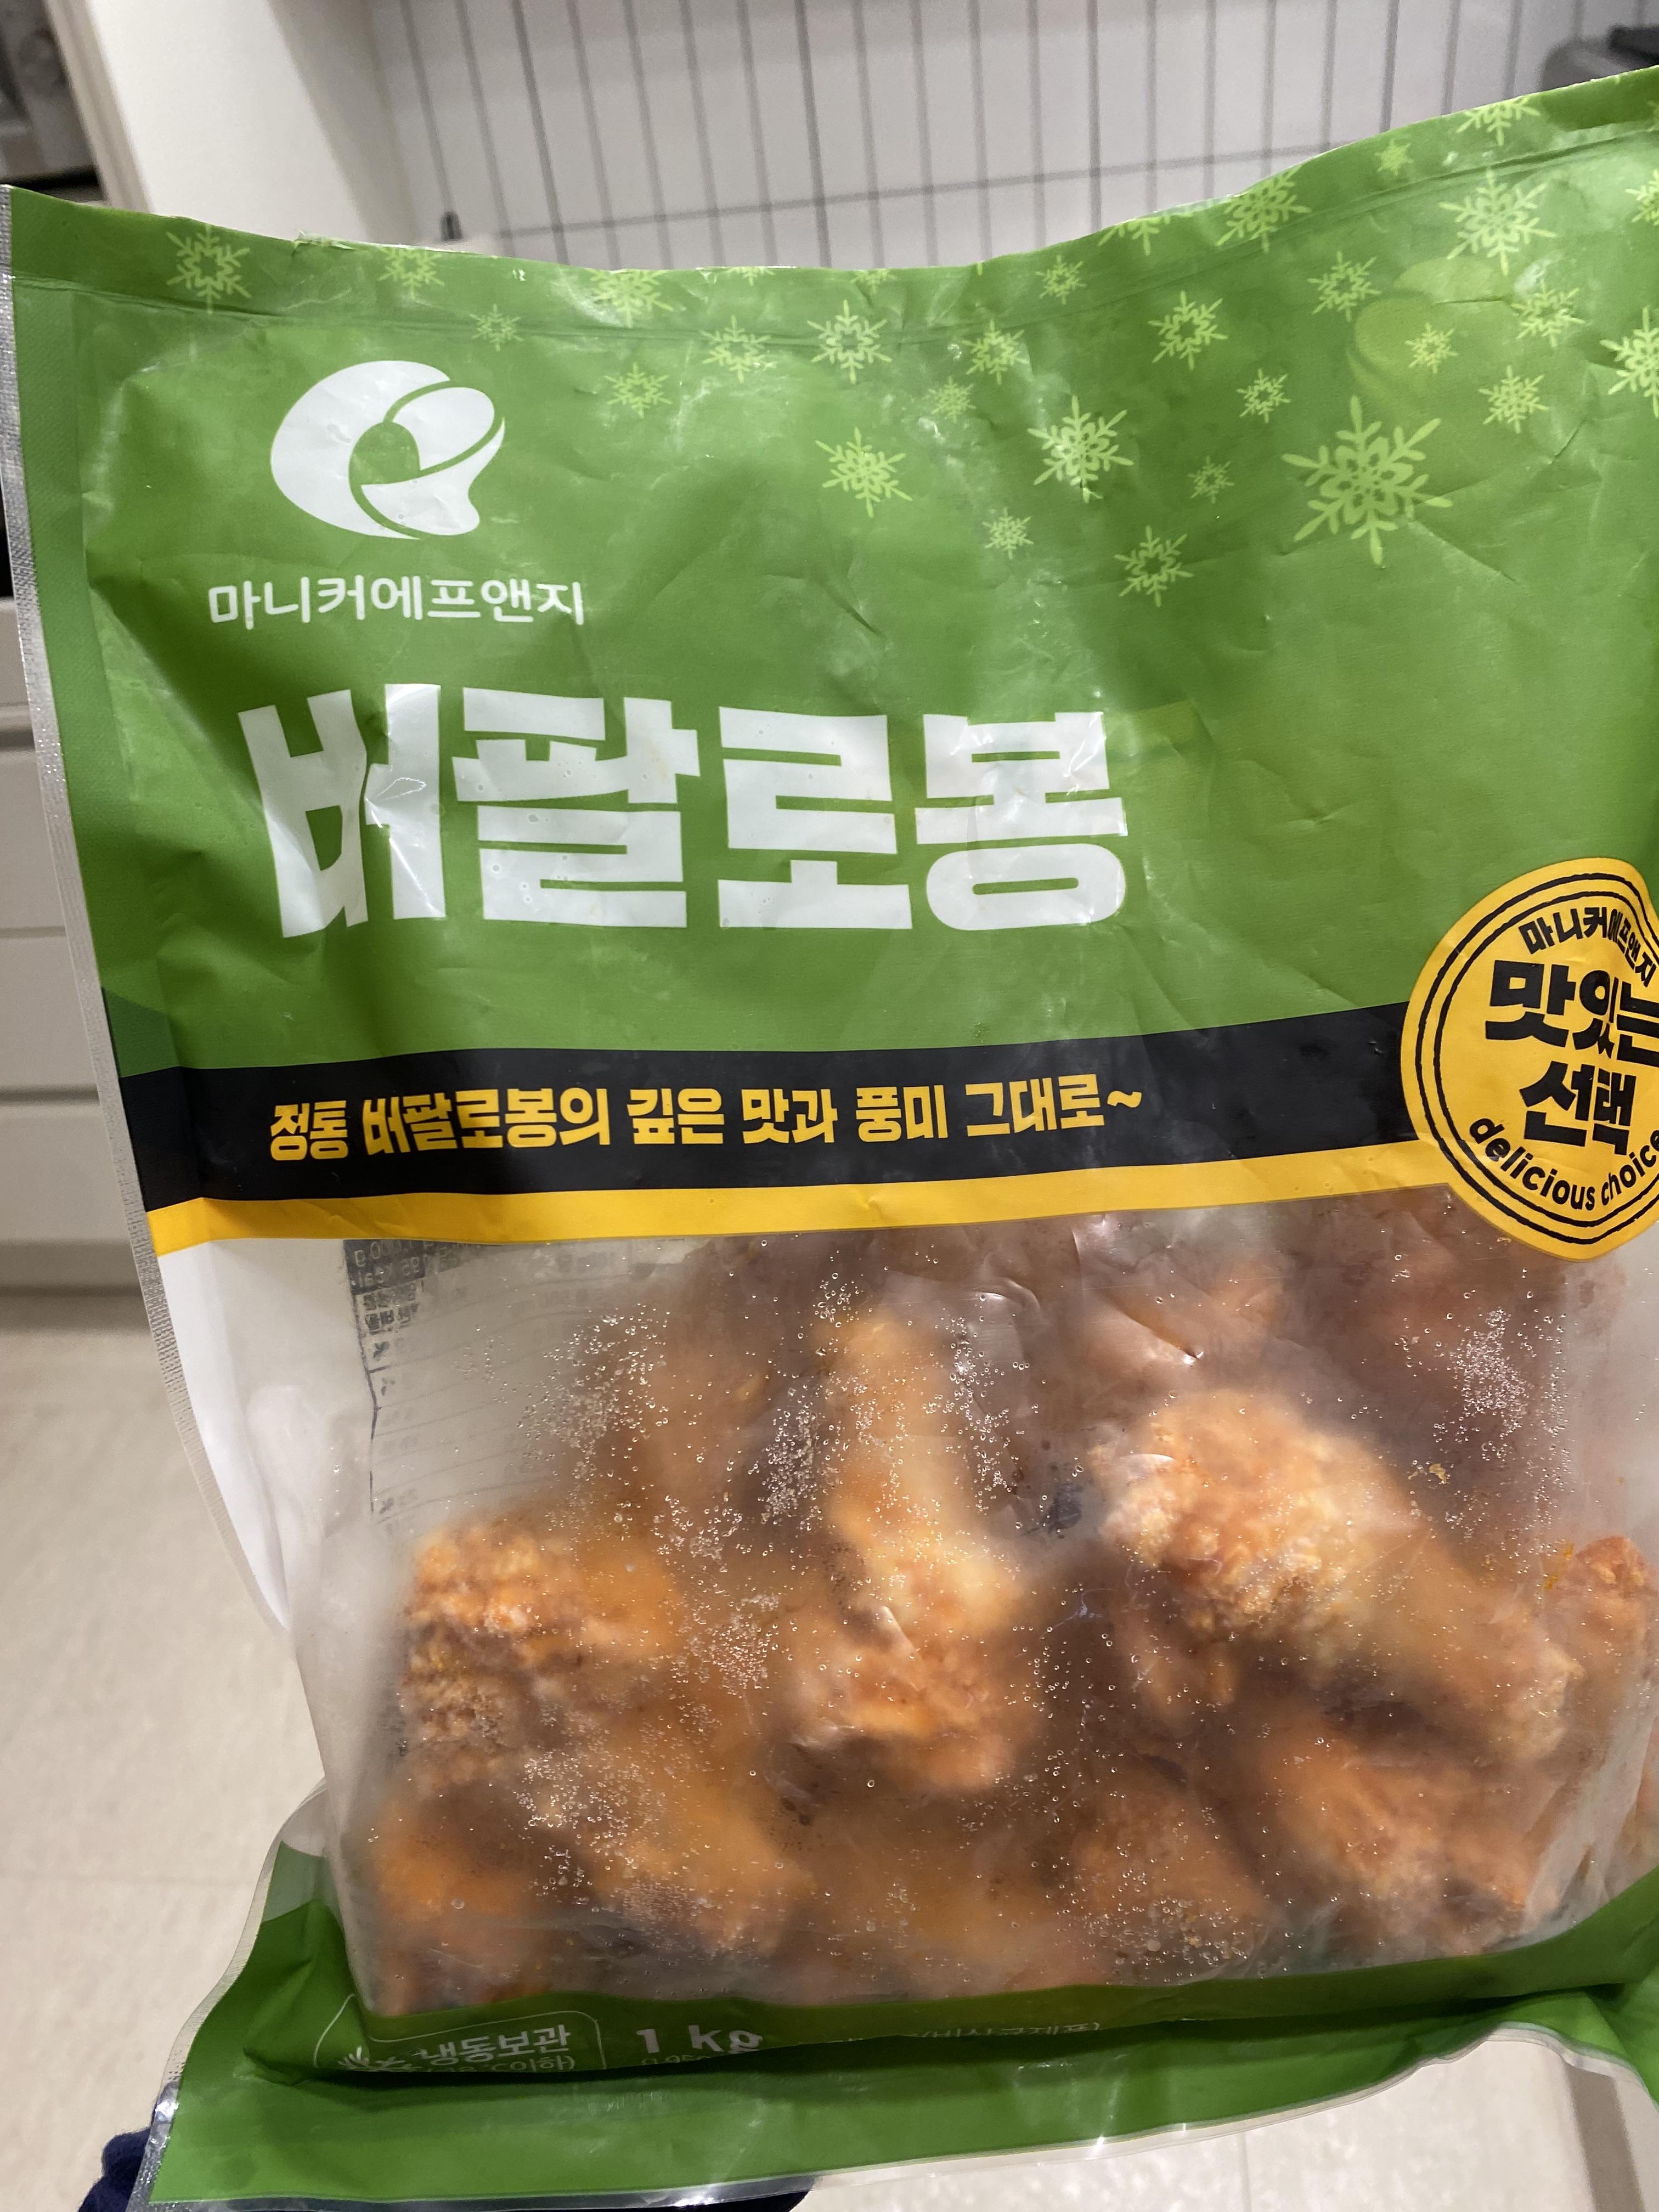 마니커에프앤지
버팔로봉
정통 버팔로봉의 깊은 맛과 풍미 그대로~
마니커에프앤지
맛있는
선택
delicious choice
냉동보관
1 kg